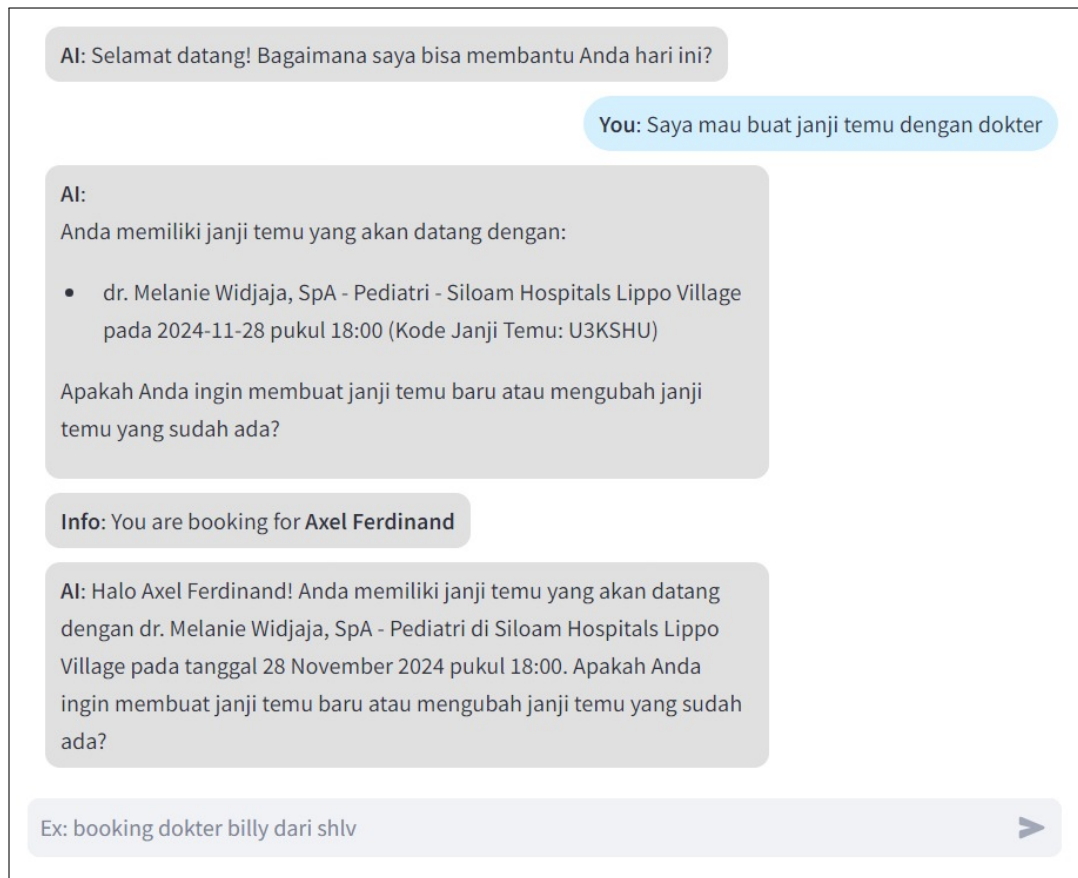 AI: Selamat datang! Bagaimana saya bisa membantu Anda hari ini?
You: Saya mau buat janji temu dengan dokter
AI:
Anda memiliki janji temu yang akan datang dengan:
• dr. Melanie Widjaja, SpA - Pediatri - Siloam Hospitals Lippo Village
pada 2024-11-28 pukul 18:00 (Kode Janji Temu: U3KSHU)
Apakah Anda ingin membuat janji temu baru atau mengubah janji
temu yang sudah ada?
Info: You are booking for Axel Ferdinand
AI: Halo Axel Ferdinand! Anda memiliki janji temu yang akan datang
dengan dr. Melanie Widjaja, SpA - Pediatri di Siloam Hospitals Lippo
Village pada tanggal 28 November 2024 pukul 18:00. Apakah Anda
ingin membuat janji temu baru atau mengubah janji temu yang sudah
ada?
Ex: booking dokter billy dari shlv